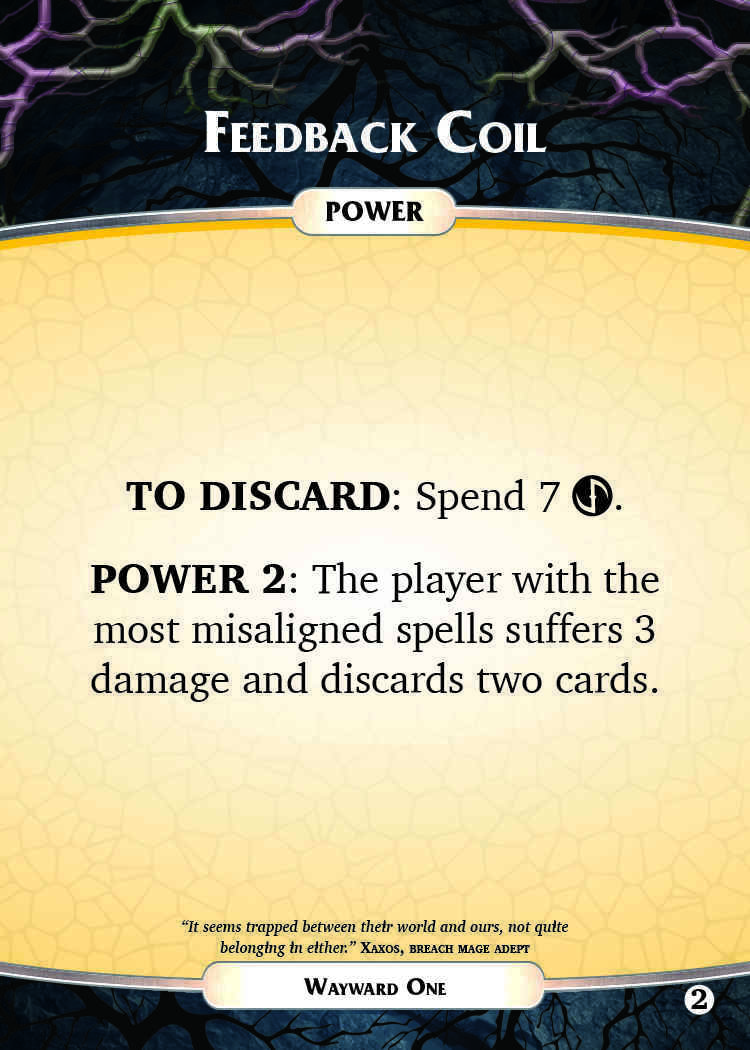 Feedback Coil
POWER
TO DISCARD: Spend 7 .
POWER 2: The player with the
most misaligned spells suffers 3
damage and discards two cards.
“It seems trapped between their world and ours, not quite
belonging in either.” Xaxos, breach mage adept
Wayward One
2